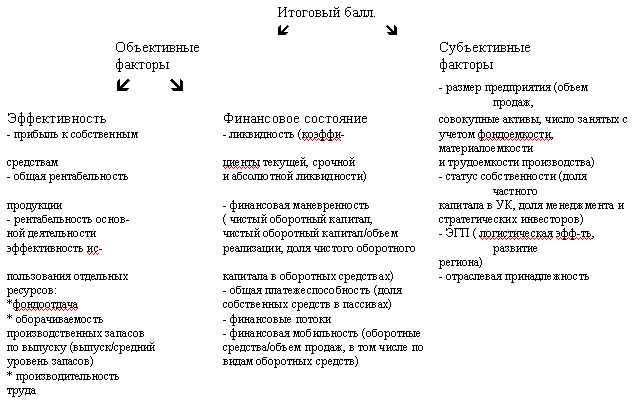 Итоговый балл.
Объективные
факторы
Субъективные
факторы
Эффективность
- прибыль к собственным
средствам
- общая рентабельность
продукции
- рентабельность основ-
ной деятельности
эффективность ис-
пользования отдельных
ресурсов:
*фондоотдача
* оборачиваемость
производственных запасов
по выпуску (выпуск/средний
уровень запасов)
* производительность
труда
Финансовое состояние
- ликвидность (коэффи-
циенты текущей, срочной
и абсолютной ликвидности)
- финансовая маневренность
( чистый оборотный капитал,
чистый оборотный капитал/объем
реализации, доля чистого оборотного
капитала в оборотных средствах)
- общая платежеспособность (доля
собственных средств в пассивах)
- финансовые потоки
- финансовая мобильность (оборотные
средства/объем продаж, в том числе по
видам оборотных средств)
- размер предприятия (объем
продаж,
совокупные активы, число занятых с
учетом фондоемкости,
материалоемкости
и трудоемкости производства)
- статус собственности (доля
частного
капитала в УК, доля менеджмента и
стратегических инвесторов)
- ЭГП ( логистическая эфф-ть,
развитие
региона)
- отраслевая принадлежность